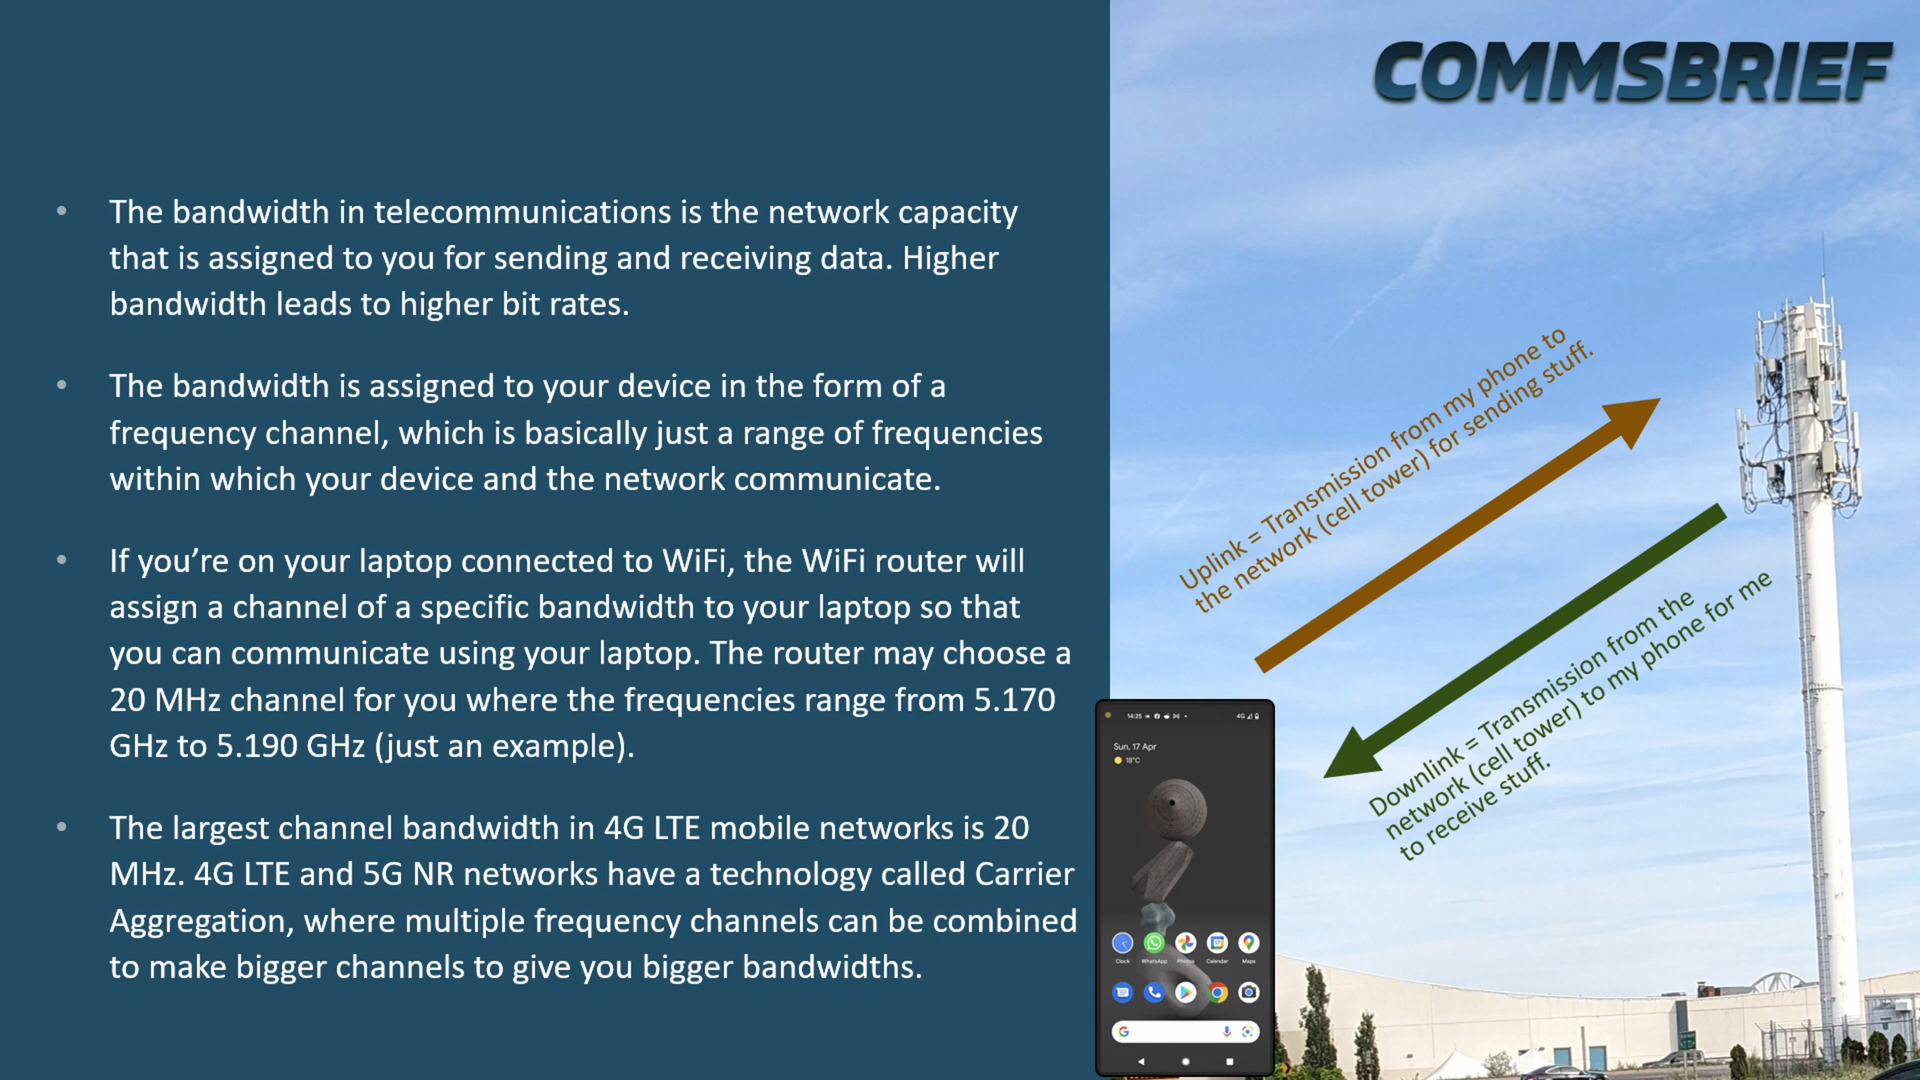 COMMSBRIEF
The bandwidth in telecommunications is the network capacity
that is assigned to you for sending and receiving data. Higher
bandwidth leads to higher bit rates.
The bandwidth is assigned to your device in the form of a
frequency channel, which is basically just a range of frequencies
within which your device and the network communicate.
If you’re on your laptop connected to WiFi, the WiFi router will
assign a channel of a specific bandwidth to your laptop so that
you can communicate using your laptop. The router may choose a
20 MHz channel for you where the frequencies range from 5.170
GHz to 5.190 GHz (just an example).
The largest channel bandwidth in 4G LTE mobile networks is 20
MHz. 4G LTE and 5G NR networks have a technology called Carrier
Aggregation, where multiple frequency channels can be combined
to make bigger channels to give you bigger bandwidths.
Uplink = Transmission from my phone to
the network (cell tower) for sending stuff.
Downlink = Transmission from the
network (cell tower) to my phone for me
to receive stuff.
14:25
4G
Sun, 17 Apr
18°C
Clock WhatsApp Photos Calendar Maps